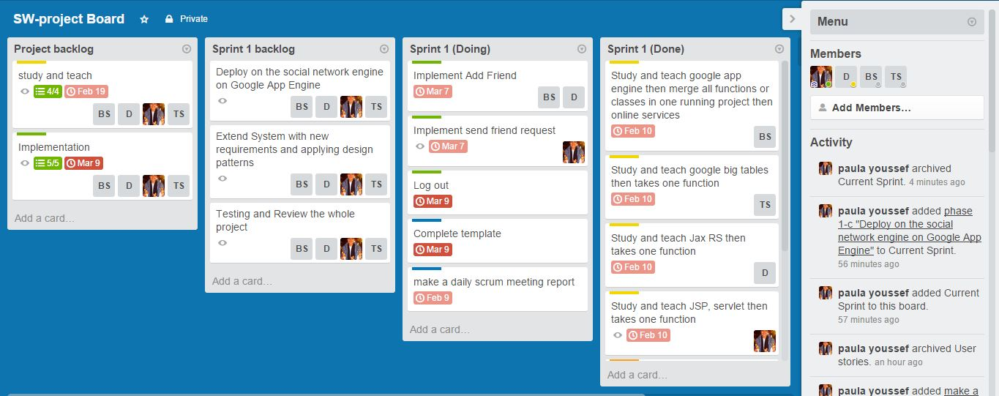 SW-project Board
Private
Project backlog
study and teach
4/4
Feb 19
BS
D
TS
Implementation
5/5
Mar 9
BS
D
TS
Add a card…
Sprint 1 backlog
Deploy on the social network engine
on Google App Engine
BS
D
TS
Extend System with new
requirements and applying design
patterns
BS
D
TS
Testing and Review the whole
project
BS
D
TS
Add a card…
Sprint 1 (Doing)
Implement Add Friend
Mar 7
BS
D
Implement send friend request
Mar 7
Log out
Mar 9
Complete template
Mar 9
make a daily scrum meeting report
Feb 9
Add a card…
Sprint 1 (Done)
Study and teach google app
engine then merge all functions or
classes in one running project then
online services
Feb 10
BS
Study and teach google big tables
then takes one function
Feb 10
TS
Study and teach Jax RS then
takes one function
Feb 10
D
Study and teach JSP, servlet then
takes one function
Feb 10
Add a card…
Menu
Members
D
BS
TS
Add Members…
Activity
paula youssef archived
Current Sprint. 4 minutes ago
paula youssef added phase
1-c "Deploy on the social
network engine on Google App
Engine" to Current Sprint.
56 minutes ago
paula youssef added Current
Sprint to this board.
57 minutes ago
paula youssef archived User
stories. an hour ago
paula youssef added make a